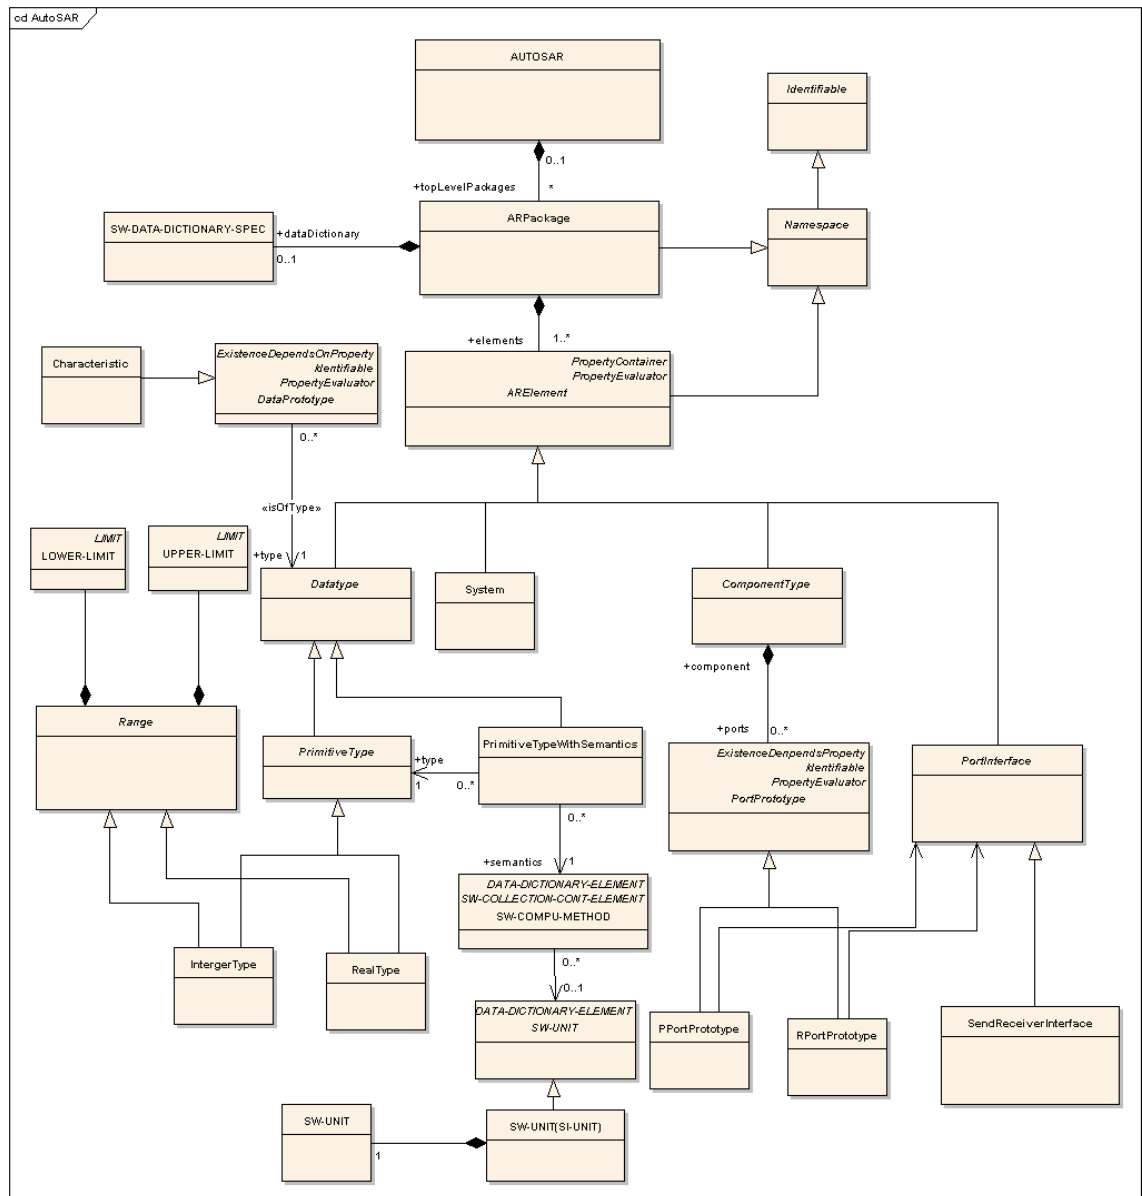 cd AutoSAR
AUTOSAR
Identifiable
0..1
+topLevelPackages
*
ARPackage
SW-DATA-DICTIONARY-SPEC
+dataDictionary
0..1
Namespace
+elements
1..*
Characteristic
ExistenceDependsOnProperty
Identifiable
PropertyEvaluator
DataPrototype
PropertyContainer
PropertyEvaluator
ARElement
0..*
«isOfType»
LIMIT
LOWER-LIMIT
LIMIT
UPPER-LIMIT
+type
1
Datatype
System
ComponentType
+component
Range
PrimitiveType
+type
1
0..*
PrimitiveTypeWithSemantics
+ports
0..*
ExistenceDenpendsProperty
Identifiable
PropertyEvaluator
PortPrototype
PortInterface
0..*
+semantics
1
DATA-DICTIONARY-ELEMENT
SW-COLLECTION-CONT-ELEMENT
SW-COMPU-METHOD
IntergerType
RealType
0..*
0..1
DATA-DICTIONARY-ELEMENT
SW-UNIT
PPortPrototype
RPortPrototype
SendReceiverInterface
SW-UNIT
1
SW-UNIT(SI-UNIT)